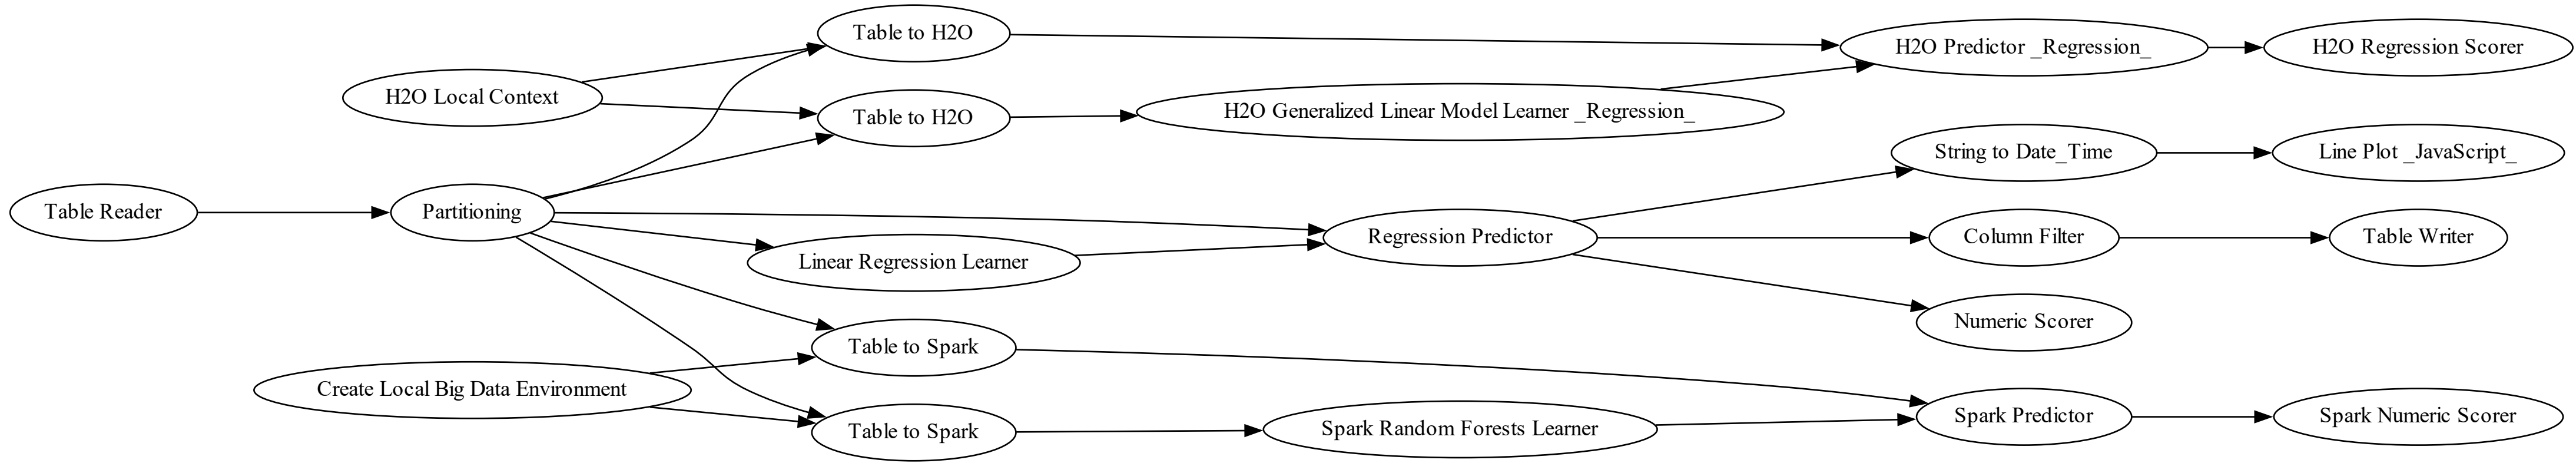 Table to H2O
H2O Predictor _Regression_
H2O Regression Scorer
H2O Local Context
Table to H2O
H2O Generalized Linear Model Learner _Regression_
String to Date_Time
Line Plot _JavaScript_
Table Reader
Partitioning
Regression Predictor
Column Filter
Table Writer
Linear Regression Learner
Numeric Scorer
Table to Spark
Create Local Big Data Environment
Spark Predictor
Spark Numeric Scorer
Table to Spark
Spark Random Forests Learner